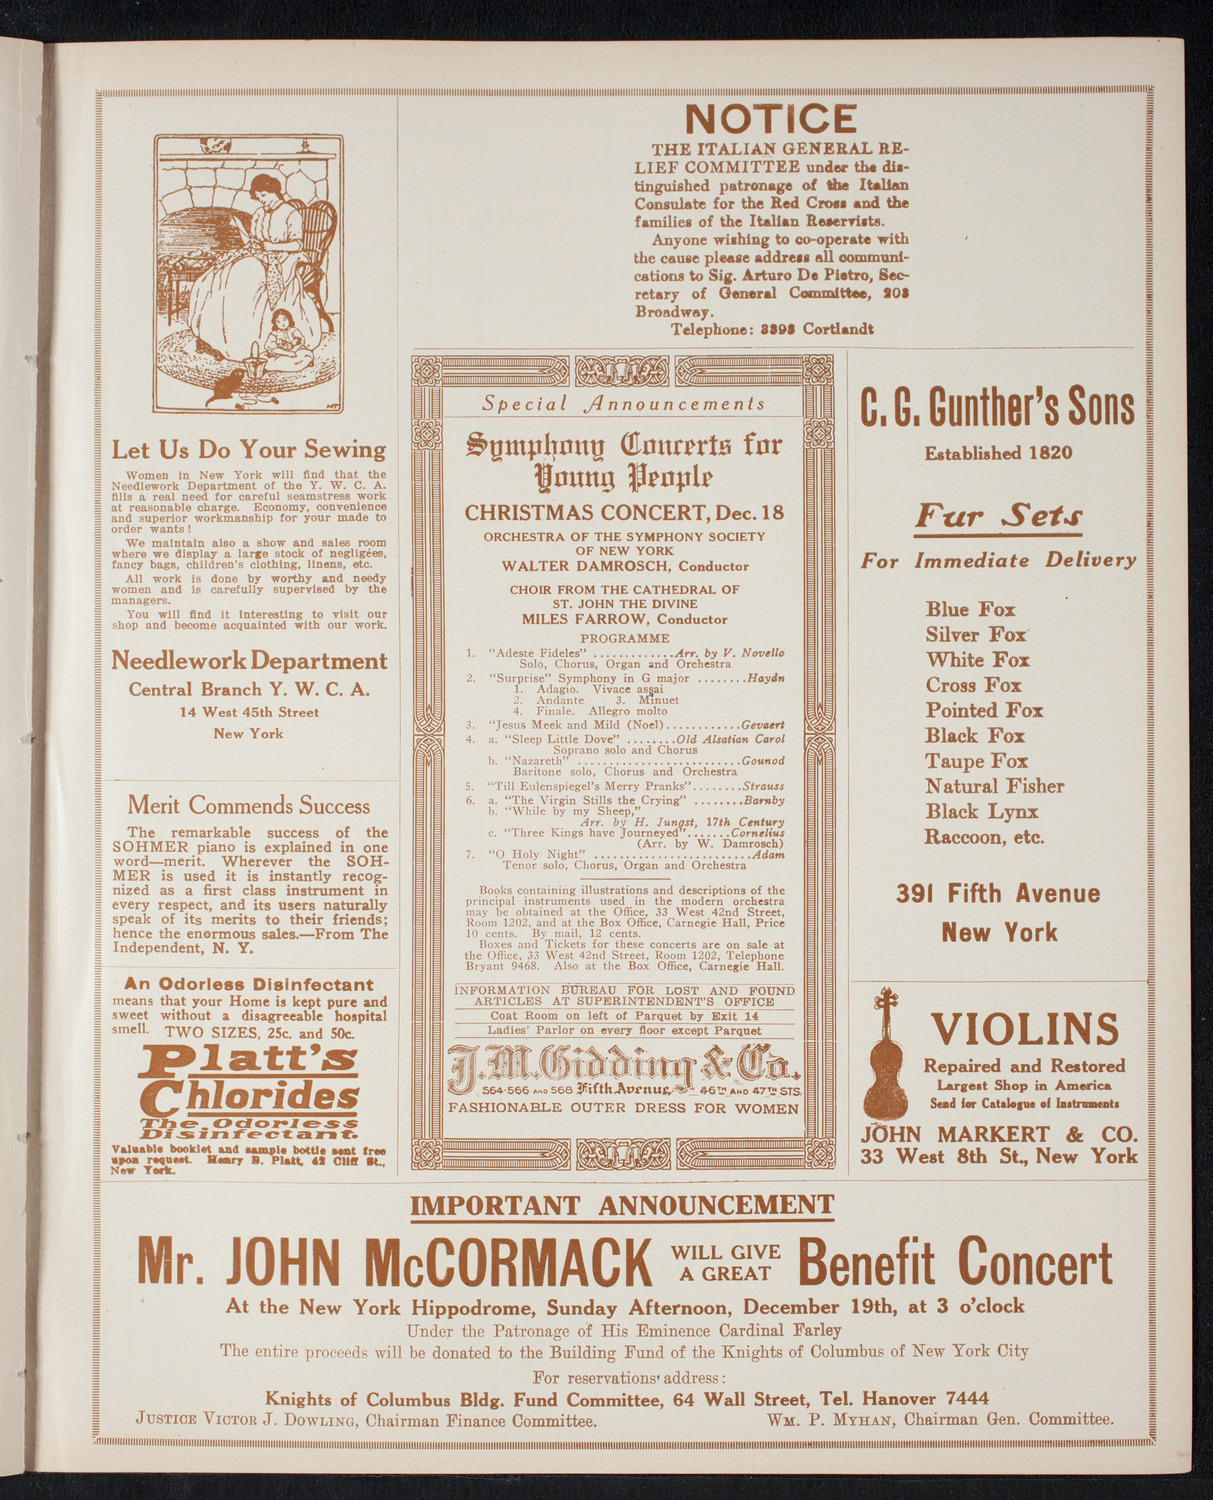 NOTICE
THE ITALIAN GENERAL RE-
LIEF COMMITTEE under the dis-
tinguished patronage of the Italian
Consulate for the Red Cross and the
families of the Italian Reservists.
Anyone wishing to co-operate with
the cause please address all communi-
cations to Sig. Arturo De Pietro, Sec-
retary of General Committee, 203
Broadway.
Telephone: 3398 Cortlandt
Let Us Do Your Sewing
Women in New York will find that the
Needlework Department of the Y. W. C. A.
fills a real need for careful seamstress work
at reasonable charge. Economy, convenience
and superior workmanship for your made to
order wants!
We maintain also a show and sales room
where we display a large stock of negligées,
fancy bags, children's clothing, linens, etc.
All work is done by worthy and needy
women and is carefully supervised by the
managers.
You will find it interesting to visit our
shop and become acquainted with our work.
Needlework Department
Central Branch Y. W. C. A.
14 West 45th Street
New York
Merit Commends Success
The remarkable success of the
SOHMER piano is explained in one
word—merit. Wherever the SOH-
MER is used it is instantly recog-
nized as a first class instrument in
every respect, and its users naturally
speak of its merits to their friends;
hence the enormous sales.—From The
Independent, N. Y.
An Odorless Disinfectant
means that your Home is kept pure and
sweet without a disagreeable hospital
smell. TWO SIZES, 25c. and 50c.
Platt's
Chlorides
The Odorless
Disinfectant.
Valuable booklet and sample bottle sent free
upon request. Henry B. Platt, 42 Cliff St.,
New York.
Special Announcements
Symphony Concerts for
Young People
CHRISTMAS CONCERT, Dec. 18
ORCHESTRA OF THE SYMPHONY SOCIETY
OF NEW YORK
WALTER DAMROSCH, Conductor
CHOIR FROM THE CATHEDRAL OF
ST. JOHN THE DIVINE
MILES FARROW, Conductor
PROGRAMME
1. "Adeste Fideles" .............Arr. by V. Novello
Solo, Chorus, Organ and Orchestra
2. "Surprise" Symphony in G major ........Haydn
1. Adagio. Vivace assai
2. Andante 3. Minuet
4. Finale. Allegro molto
3. "Jesus Meek and Mild (Noel)............Gevaert
4. a. "Sleep Little Dove" ........Old Alsatian Carol
Soprano solo and Chorus
b. "Nazareth" .........................Gounod
Baritone solo, Chorus and Orchestra
5. "Till Eulenspiegel's Merry Pranks"........Strauss
6. a. "The Virgin Stills the Crying" ........Barnby
b. "While by my Sheep,"
Arr. by H. Jungst, 17th Century
c. "Three Kings have Journeyed".......Cornelius
(Arr. by W. Damrosch)
7. "O Holy Night" ........................Adam
Tenor solo, Chorus, Organ and Orchestra
Books containing illustrations and descriptions of the
principal instruments used in the modern orchestra
may be obtained at the Office, 33 West 42nd Street,
Room 1202, and at the Box Office, Carnegie Hall, Price
10 cents. By mail, 12 cents.
Boxes and Tickets for these concerts are on sale at
the Office, 33 West 42nd Street, Room 1202, Telephone
Bryant 9468. Also at the Box Office, Carnegie Hall.
INFORMATION BUREAU FOR LOST AND FOUND
ARTICLES AT SUPERINTENDENT'S OFFICE
Coat Room on left of Parquet by Exit 14
Ladies' Parlor on every floor except Parquet
J.M. Gidding & Co.
564-566 AND 568 Fifth Avenue 46TH AND 47TH STS.
FASHIONABLE OUTER DRESS FOR WOMEN
C. G. Gunther's Sons
Established 1820
Fur Sets
For Immediate Delivery
Blue Fox
Silver Fox
White Fox
Cross Fox
Pointed Fox
Black Fox
Taupe Fox
Natural Fisher
Black Lynx
Raccoon, etc.
391 Fifth Avenue
New York
VIOLINS
Repaired and Restored
Largest Shop in America
Send for Catalogue of Instruments
JOHN MARKERT & CO.
33 West 8th St., New York
IMPORTANT ANNOUNCEMENT
Mr. JOHN McCORMACK WILL GIVE A GREAT Benefit Concert
At the New York Hippodrome, Sunday Afternoon, December 19th, at 3 o'clock
Under the Patronage of His Eminence Cardinal Farley
The entire proceeds will be donated to the Building Fund of the Knights of Columbus of New York City
For reservations address:
Knights of Columbus Bldg. Fund Committee, 64 Wall Street, Tel. Hanover 7444
JUSTICE VICTOR J. DOWLING, Chairman Finance Committee. WM. P. MYHAN, Chairman Gen. Committee.